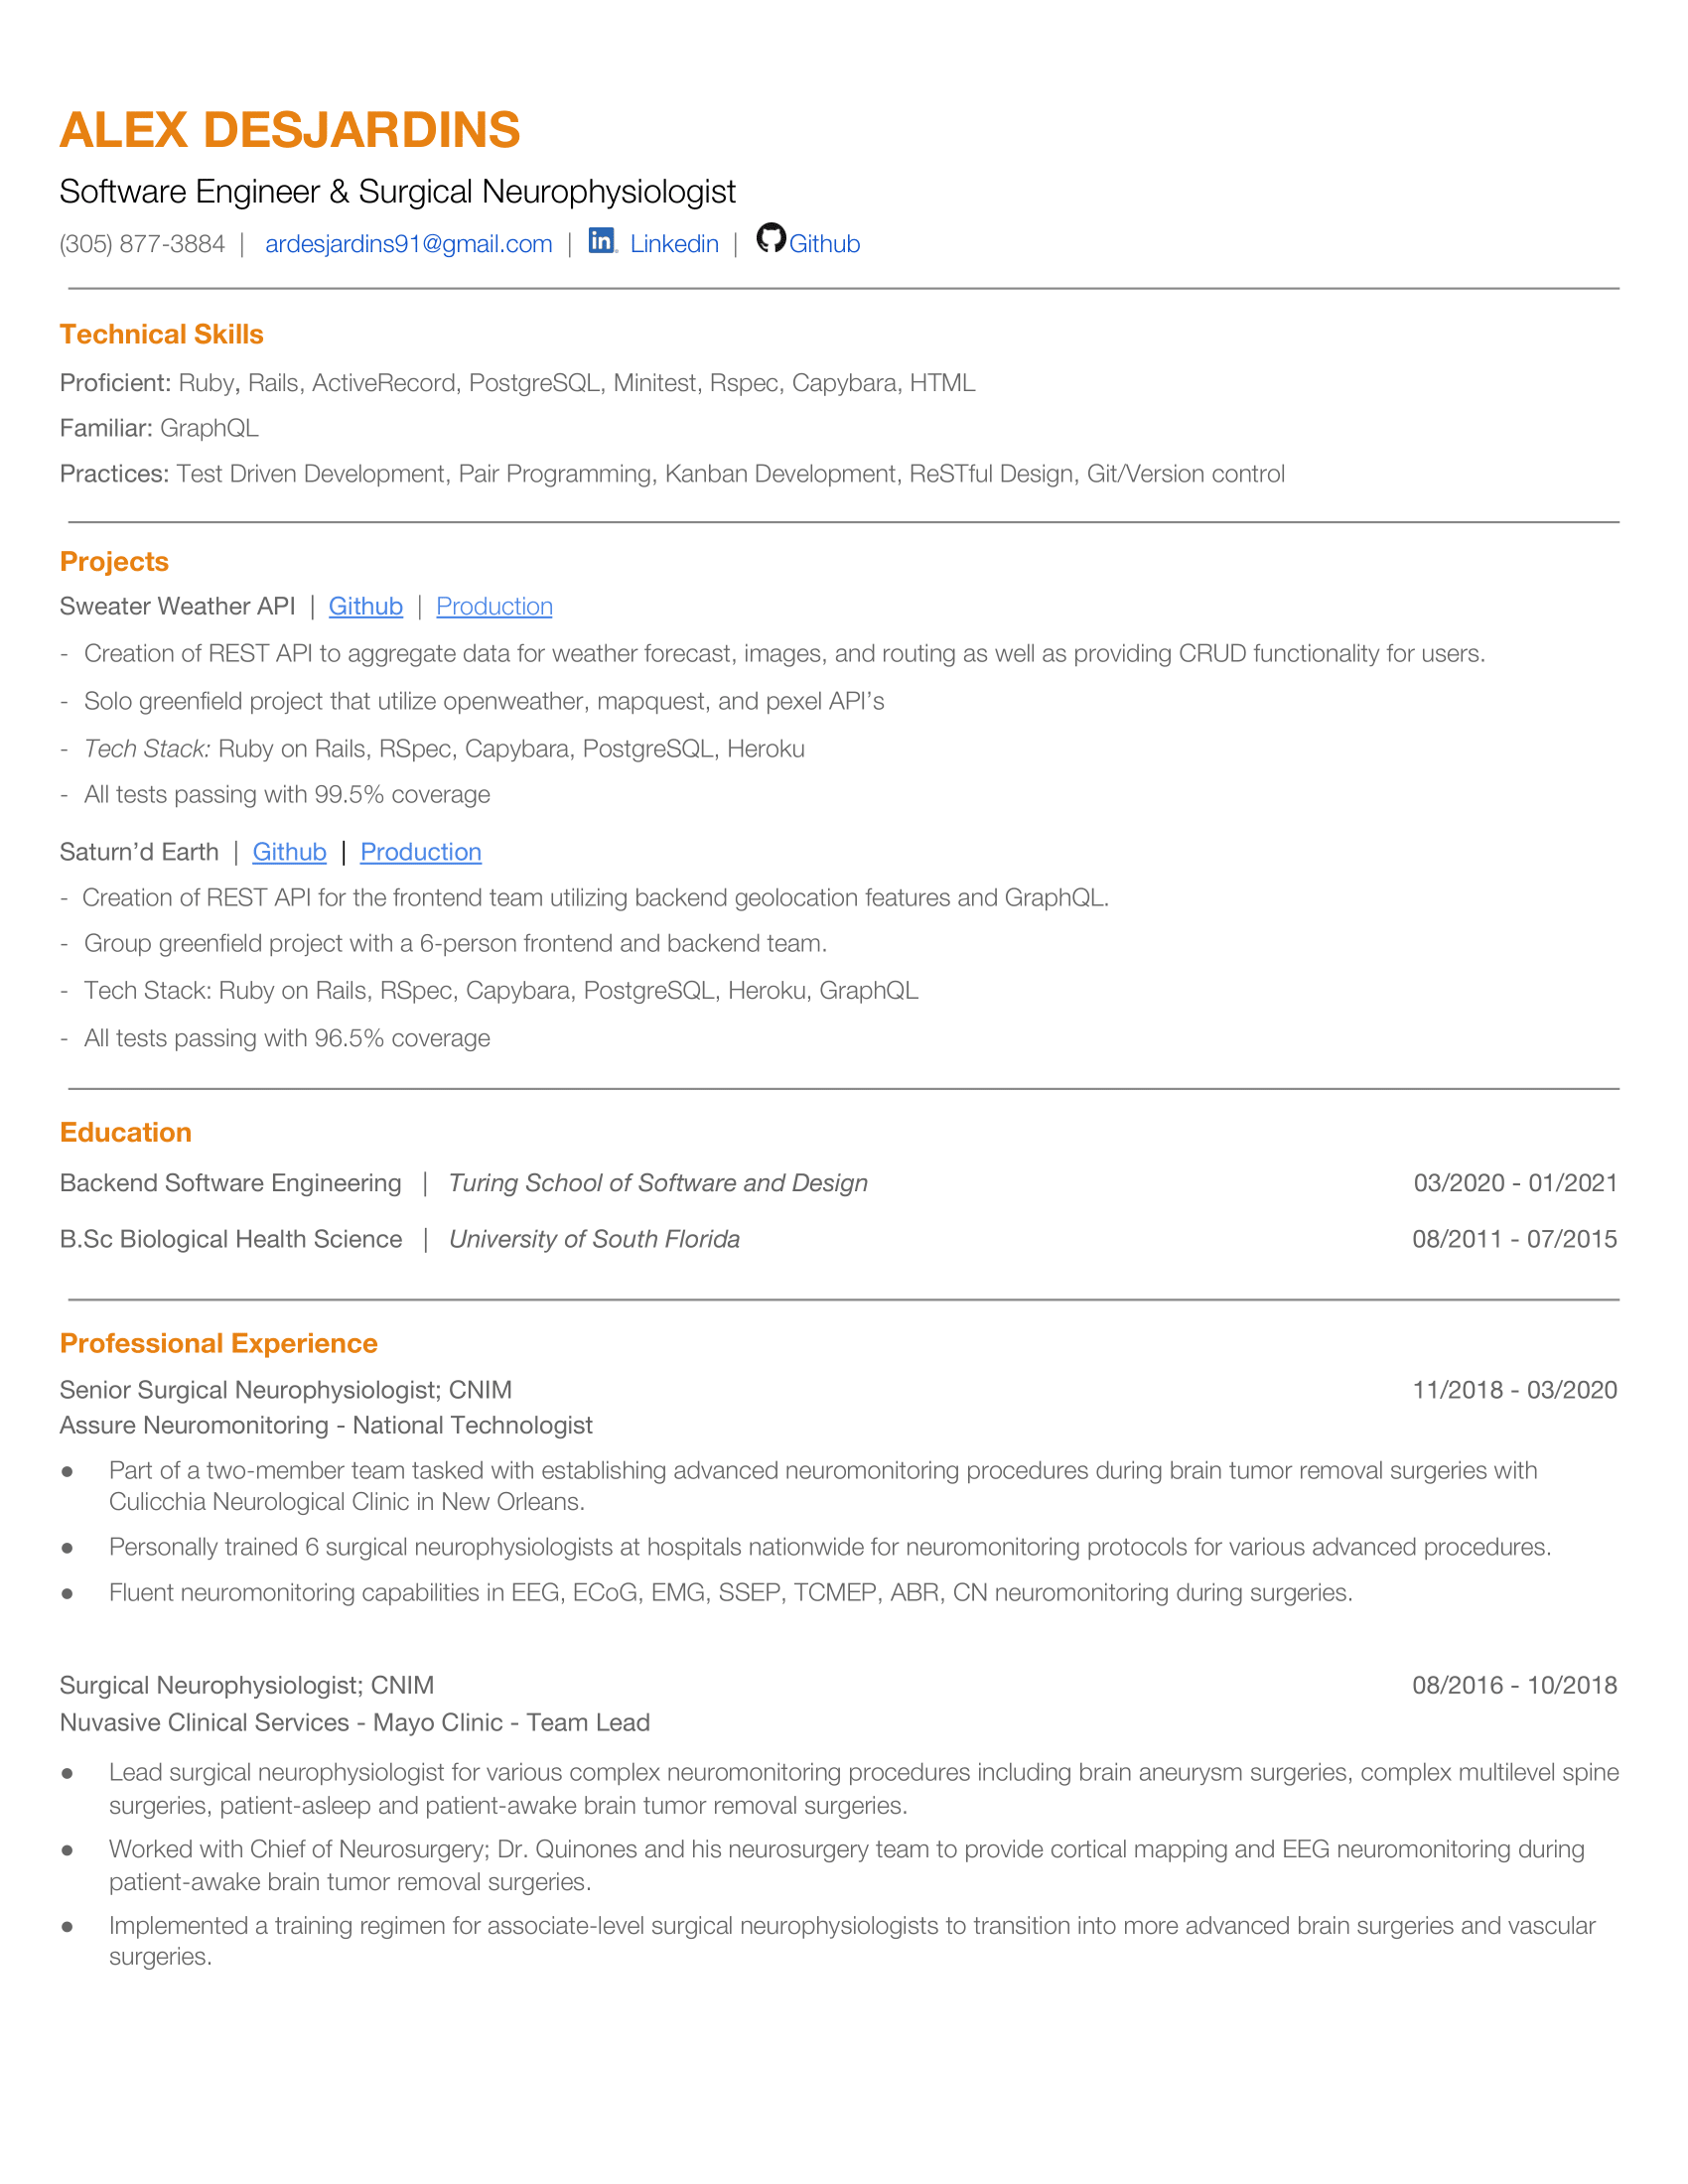 ALEX DESJARDINS
Software Engineer & Surgical Neurophysiologist
(305) 877-3884 | ardesjardins91@gmail.com | in Linkedin | Github
Technical Skills
Proficient: Ruby, Rails, ActiveRecord, PostgreSQL, Minitest, Rspec, Capybara, HTML
Familiar: GraphQL
Practices: Test Driven Development, Pair Programming, Kanban Development, ReSTful Design, Git/Version control
Projects
Sweater Weather API | Github | Production
- Creation of REST API to aggregate data for weather forecast, images, and routing as well as providing CRUD functionality for users.
- Solo greenfield project that utilize openweather, mapquest, and pexel API’s
- Tech Stack: Ruby on Rails, RSpec, Capybara, PostgreSQL, Heroku
- All tests passing with 99.5% coverage
Saturn’d Earth | Github | Production
- Creation of REST API for the frontend team utilizing backend geolocation features and GraphQL.
- Group greenfield project with a 6-person frontend and backend team.
- Tech Stack: Ruby on Rails, RSpec, Capybara, PostgreSQL, Heroku, GraphQL
- All tests passing with 96.5% coverage
Education
Backend Software Engineering | Turing School of Software and Design 03/2020 - 01/2021
B.Sc Biological Health Science | University of South Florida 08/2011 - 07/2015
Professional Experience
Senior Surgical Neurophysiologist; CNIM 11/2018 - 03/2020
Assure Neuromonitoring - National Technologist
● Part of a two-member team tasked with establishing advanced neuromonitoring procedures during brain tumor removal surgeries with
Culicchia Neurological Clinic in New Orleans.
● Personally trained 6 surgical neurophysiologists at hospitals nationwide for neuromonitoring protocols for various advanced procedures.
● Fluent neuromonitoring capabilities in EEG, ECoG, EMG, SSEP, TCMEP, ABR, CN neuromonitoring during surgeries.
Surgical Neurophysiologist; CNIM 08/2016 - 10/2018
Nuvasive Clinical Services - Mayo Clinic - Team Lead
● Lead surgical neurophysiologist for various complex neuromonitoring procedures including brain aneurysm surgeries, complex multilevel spine
surgeries, patient-asleep and patient-awake brain tumor removal surgeries.
● Worked with Chief of Neurosurgery; Dr. Quinones and his neurosurgery team to provide cortical mapping and EEG neuromonitoring during
patient-awake brain tumor removal surgeries.
● Implemented a training regimen for associate-level surgical neurophysiologists to transition into more advanced brain surgeries and vascular
surgeries.